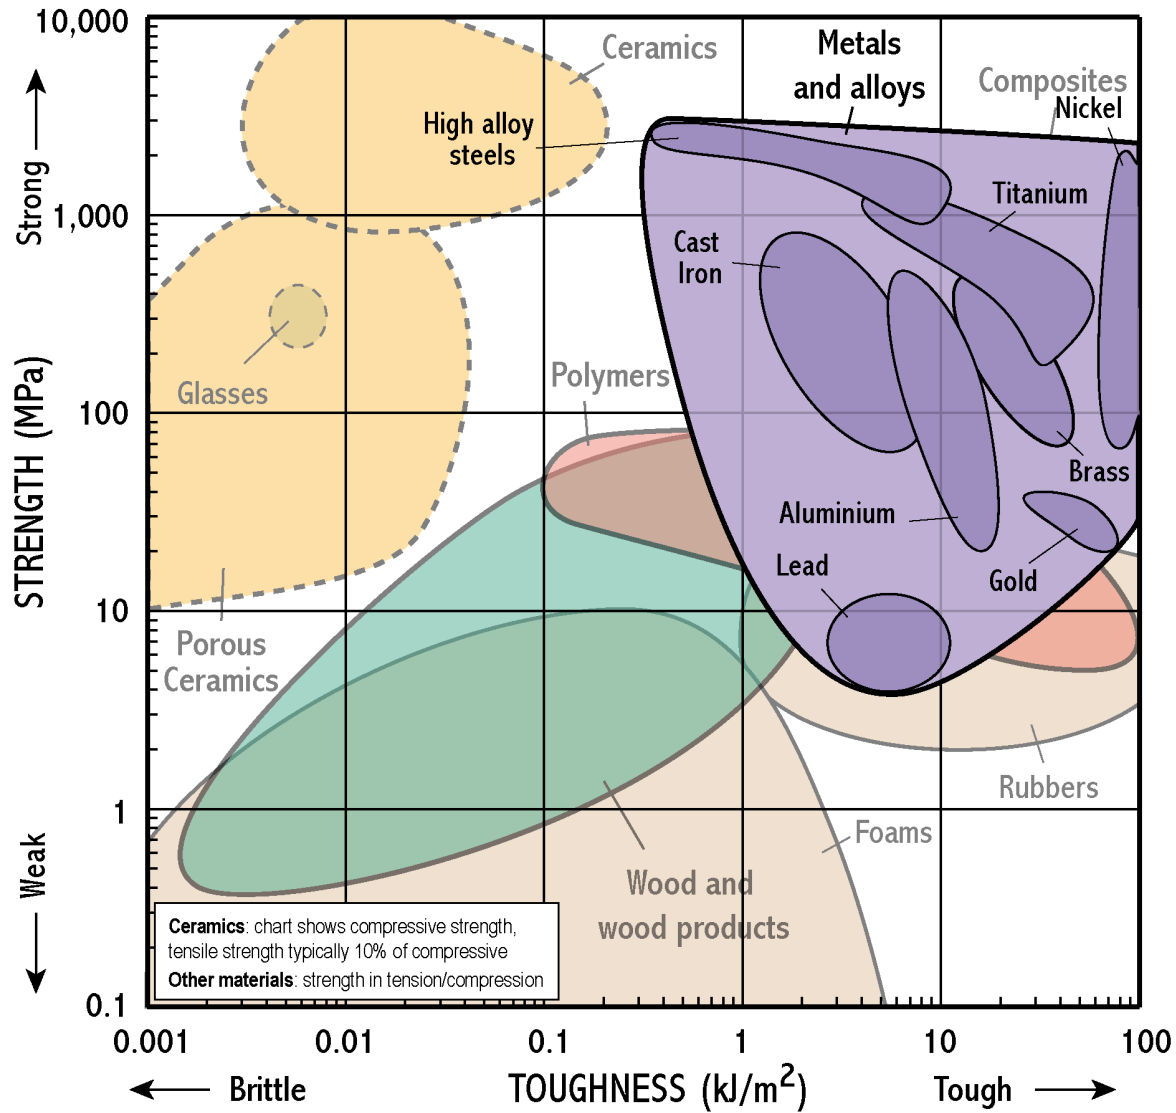 10,000
1,000
100
10
1
0.1
Strong
STRENGTH (MPa)
Weak
Ceramics
Metals
and alloys
Composites
Nickel
High alloy
steels
Titanium
Cast
Iron
Glasses
Polymers
Brass
Aluminium
Lead
Gold
Porous
Ceramics
Rubbers
Foams
Wood and
wood products
Ceramics: chart shows compressive strength,
tensile strength typically 10% of compressive
Other materials: strength in tension/compression
0.001
0.01
0.1
1
10
100
Brittle
TOUGHNESS (kJ/m²)
Tough